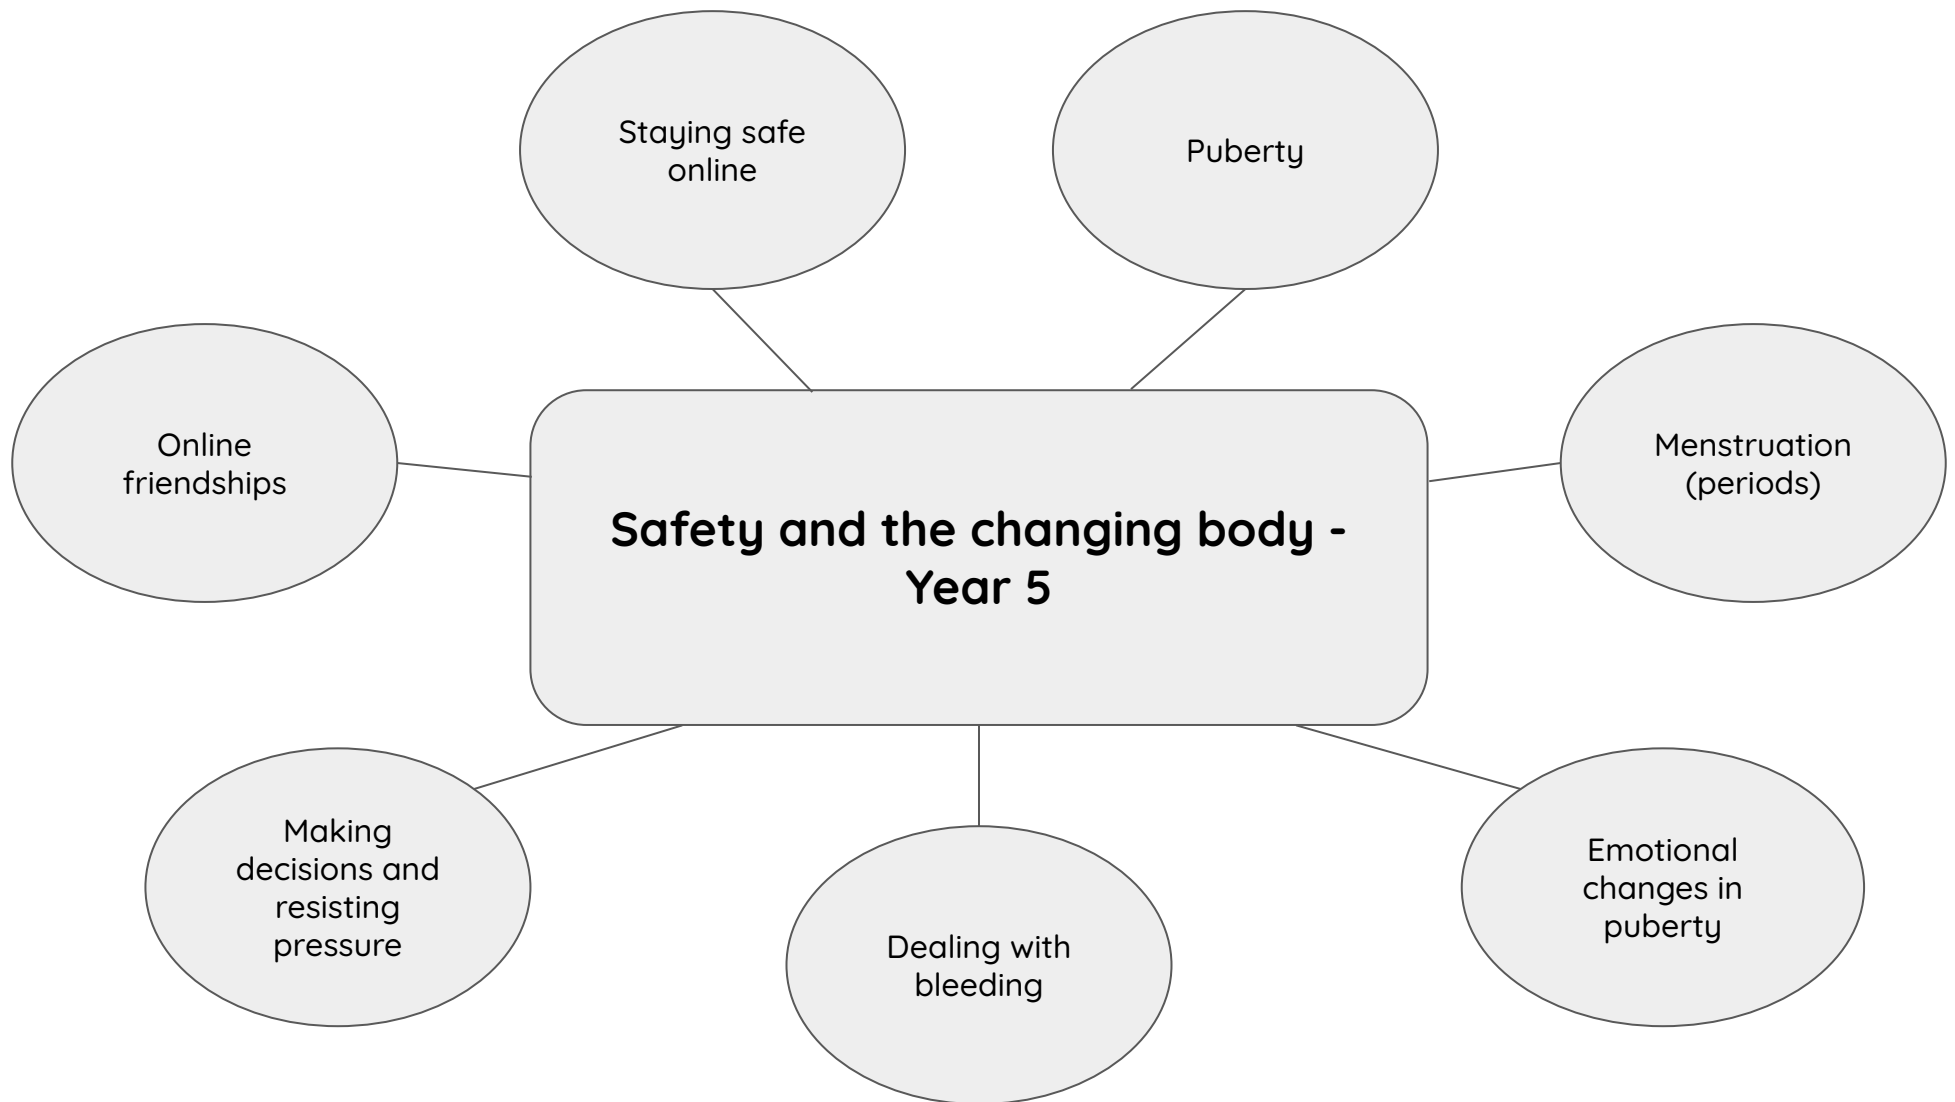 Staying safe
online
Puberty
Online
friendships
Menstruation
(periods)
Safety and the changing body -
Year 5
Making
decisions and
resisting
pressure
Dealing with
bleeding
Emotional
changes in
puberty